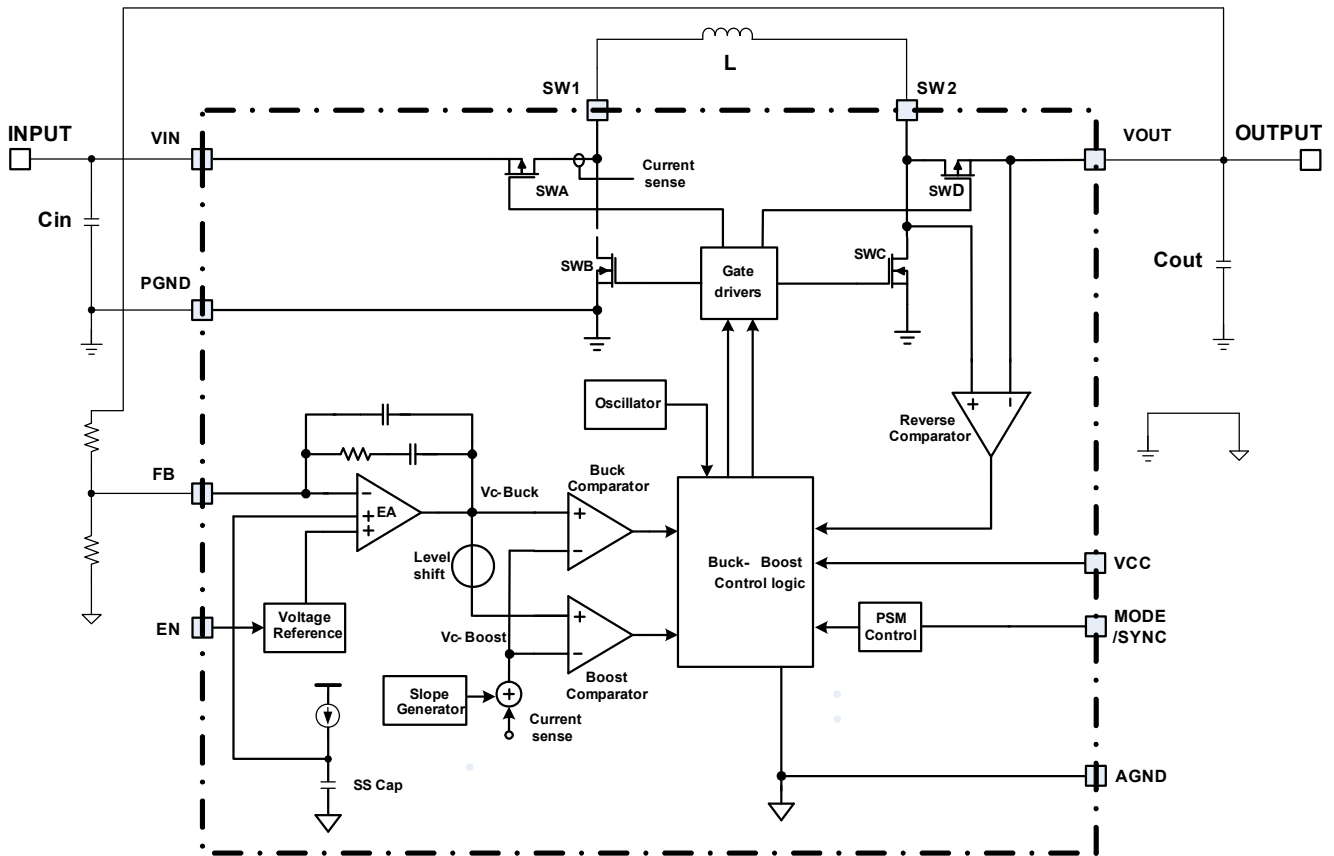 L
SW1
SW2
INPUT
VIN
VOUT
OUTPUT
Current
sense
SWA
SWD
Cin
SWB
Gate
drivers
SWC
Cout
PGND
Oscillator
+
−
Reverse
Comparator
FB
−
EA
+
+
Vc-Buck
Buck
Comparator
+
−
Level
shift
Buck- Boost
Control logic
VCC
EN
Voltage
Reference
Vc-Boost
+
−
PSM
Control
MODE
/SYNC
Boost
Comparator
Slope
Generator
+
Current
sense
SS Cap
AGND